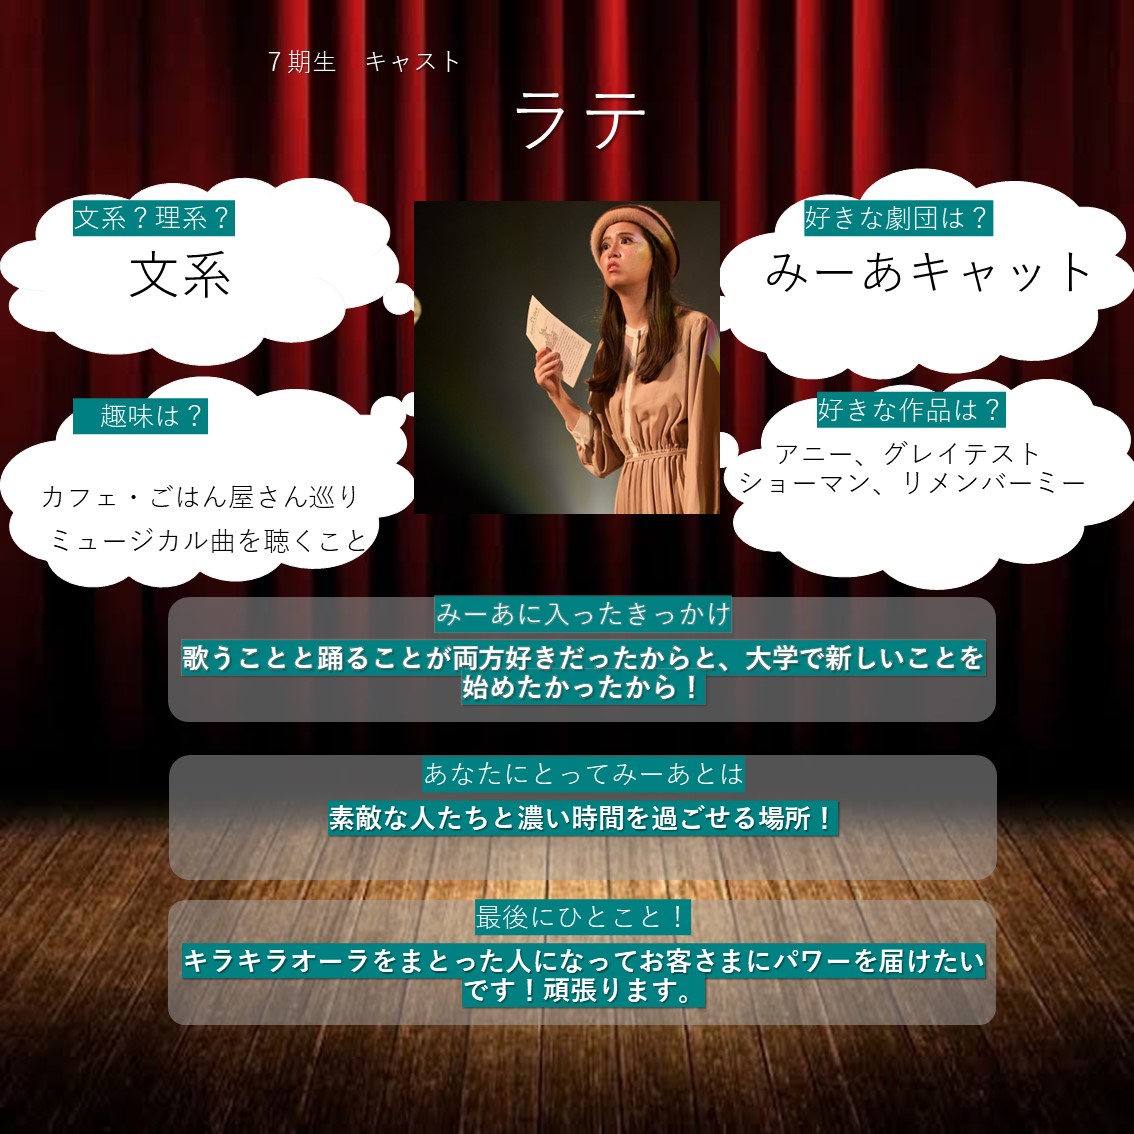 ７期生　キャスト
ラテ
文系？理系？
文系
好きな劇団は？
みーあキャット
趣味は？
カフェ・ごはん屋さん巡り
ミュージカル曲を聴くこと
好きな作品は？
アニー、グレイテスト
ショーマン、リメンバーミー
みーあに入ったきっかけ
歌うことと踊ることが両方好きだったからと、大学で新しいことを
始めたかったから！
あなたにとってみーあとは
素敵な人たちと濃い時間を過ごせる場所！
最後にひとこと！
キラキラオーラをまとった人になってお客さまにパワーを届けたい
です！頑張ります。